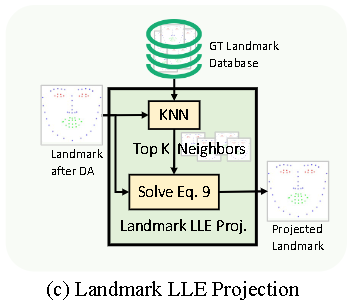 GT Landmark
Database
KNN
Landmark
after DA
Top K Neighbors
Solve Eq. 9
Landmark LLE Proj.
Projected
Landmark
(c) Landmark LLE Projection